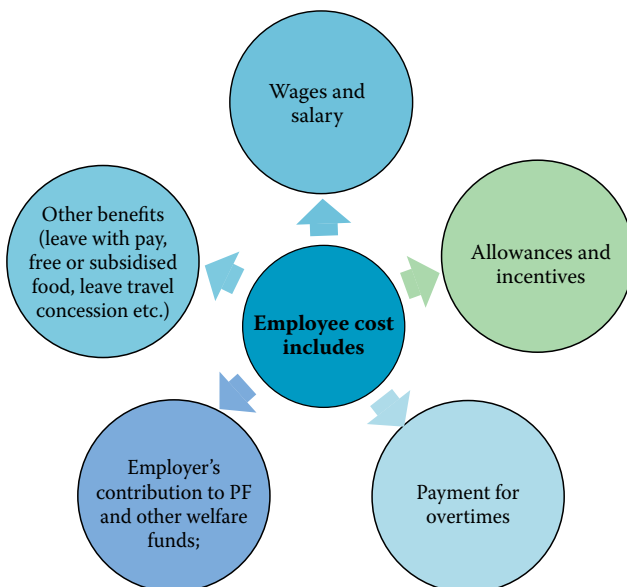 Wages and
salary
Other benefits
(leave with pay,
free or subsidised
food, leave travel
concession etc.)
Allowances and
incentives
Employee cost
includes
Employer's
contribution to PF
and other welfare
funds;
Payment for
overtimes